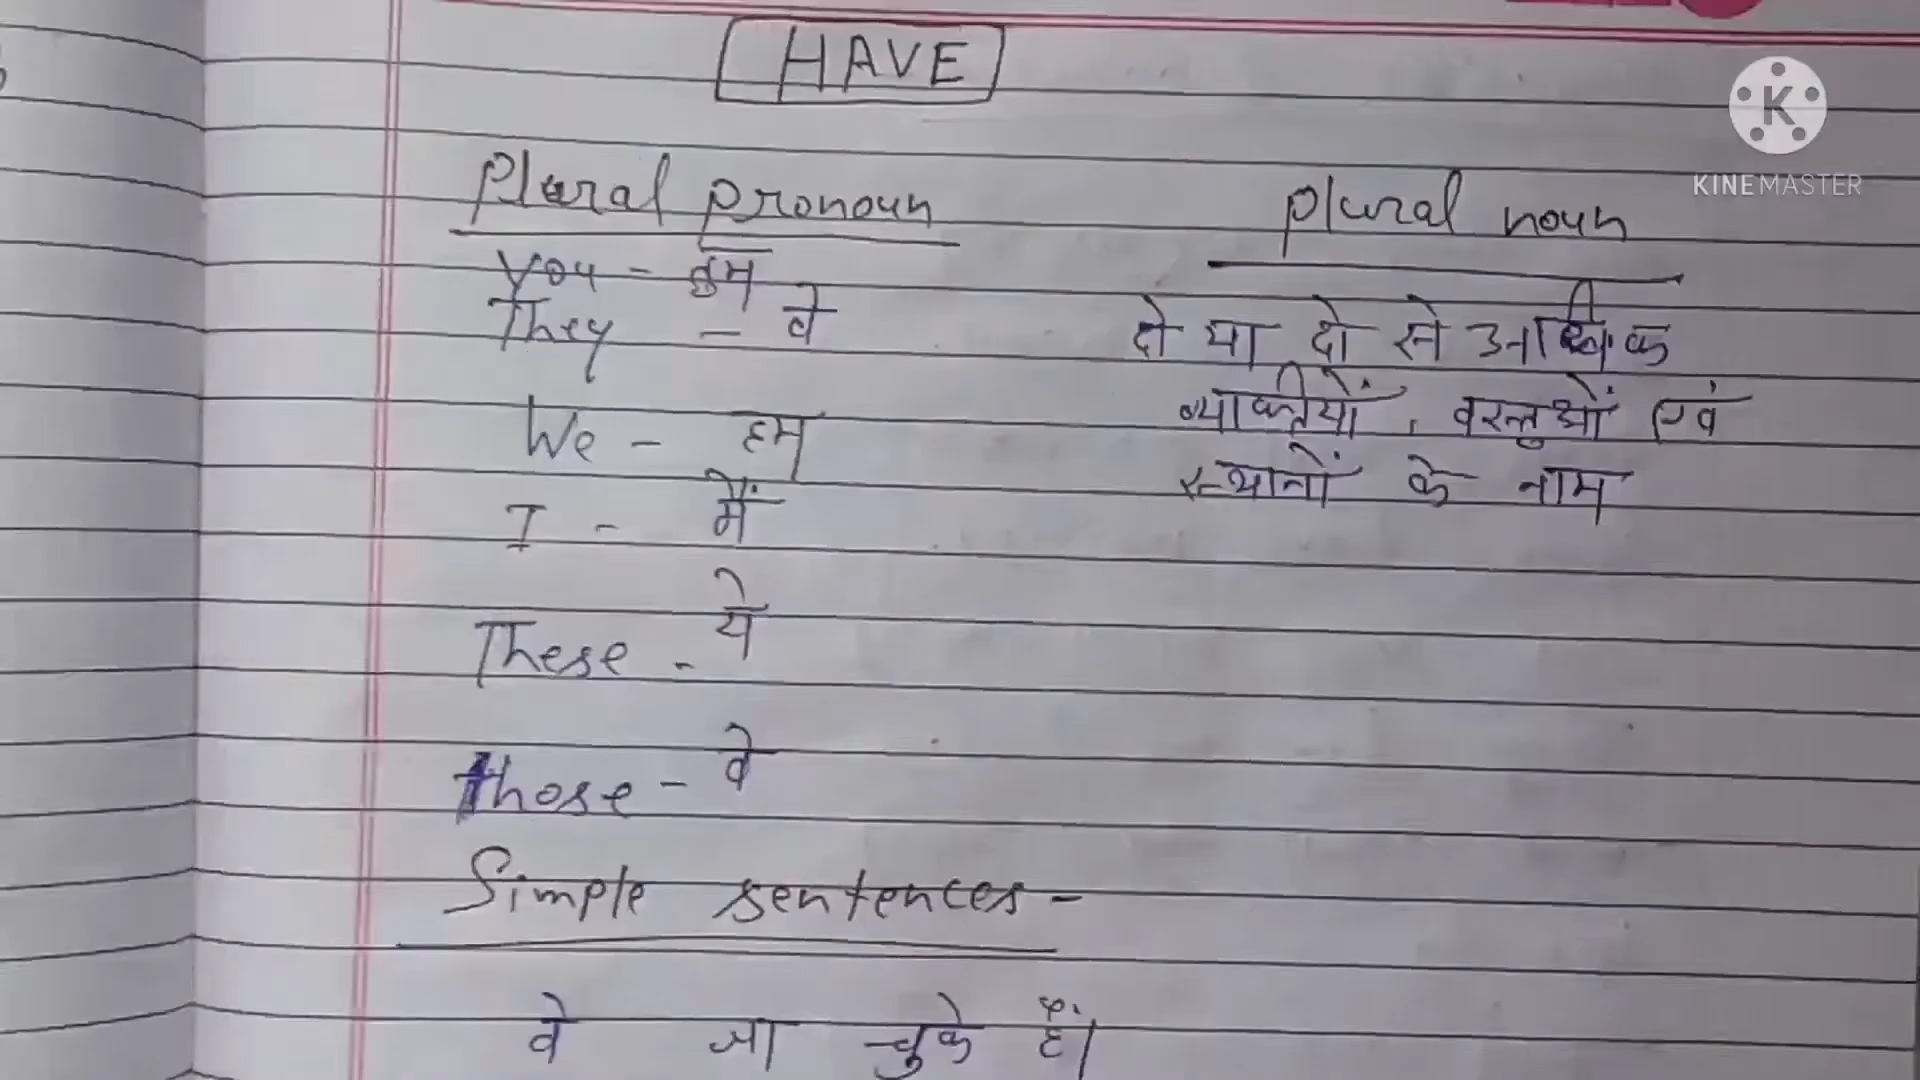 HAVE
Plural pronoun
plural noun
You - तुम
They - वे
We - हम
I - मैं
These - ये
Those - वे
दो या दो से अधिक
व्यक्तियों, वस्तुओं एवं
स्थानों के नाम
Simple sentences -
वे जा चुके हैं।
K
KINEMASTER